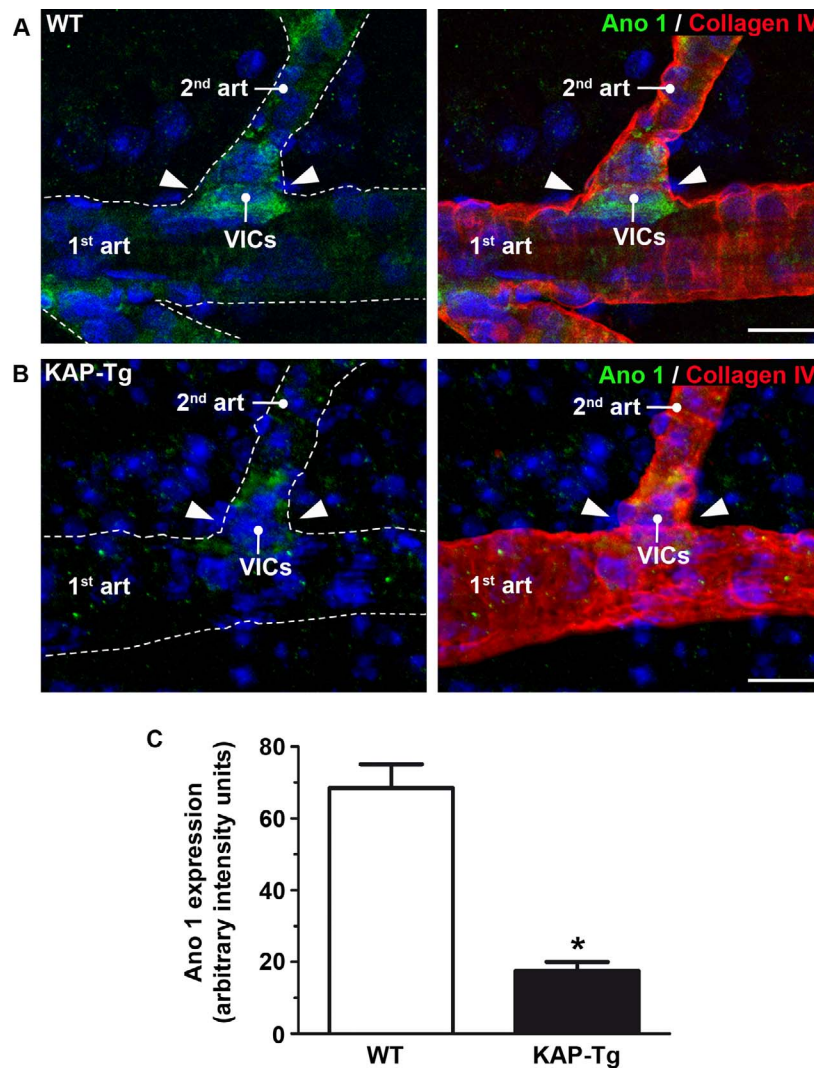 A
WT
2nd art
1st art
VICs
Ano 1 / Collagen IV
2nd art
1st art
VICs
B
KAP-Tg
2nd art
1st art
VICs
Ano 1 / Collagen IV
2nd art
1st art
VICs
C
Ano 1 expression
(arbitrary intensity units)
80
60
40
20
0
*
WT
KAP-Tg